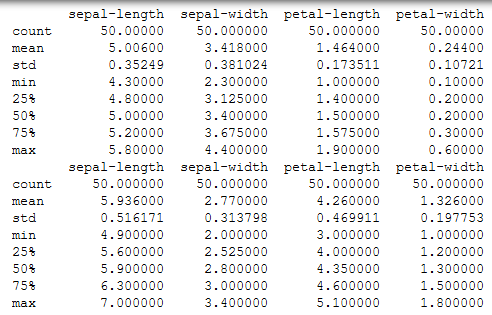 sepal-length sepal-width petal-length petal-width
count 50.00000 50.000000 50.000000 50.00000
mean 5.00600 3.418000 1.464000 0.24400
std 0.35249 0.381024 0.173511 0.10721
min 4.30000 2.300000 1.000000 0.10000
25% 4.80000 3.125000 1.400000 0.20000
50% 5.00000 3.400000 1.500000 0.20000
75% 5.20000 3.675000 1.575000 0.30000
max 5.80000 4.400000 1.900000 0.60000
sepal-length sepal-width petal-length petal-width
count 50.000000 50.000000 50.000000 50.000000
mean 5.936000 2.770000 4.260000 1.326000
std 0.516171 0.313798 0.469911 0.197753
min 4.900000 2.000000 3.000000 1.000000
25% 5.600000 2.525000 4.000000 1.200000
50% 5.900000 2.800000 4.350000 1.300000
75% 6.300000 3.000000 4.600000 1.500000
max 7.000000 3.400000 5.100000 1.800000